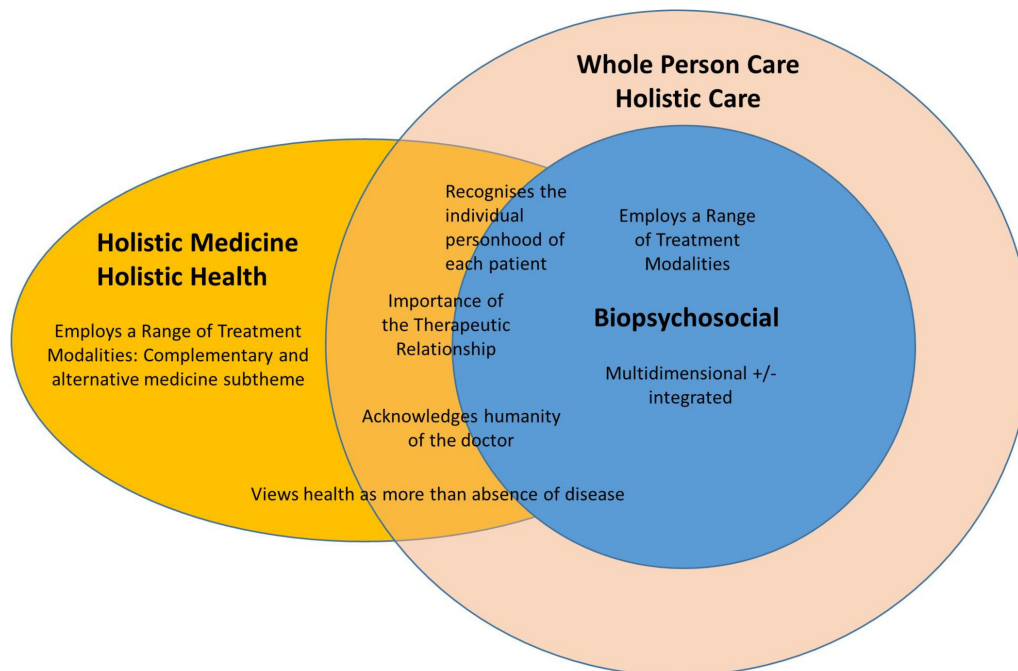 Whole Person Care
Holistic Care
Holistic Medicine
Holistic Health
Employs a Range of Treatment
Modalities: Complementary and
alternative medicine subtheme
Recognises the
individual
personhood of
each patient
Importance of
the Therapeutic
Relationship
Acknowledges humanity
of the doctor
Views health as more than absence of disease
Employs a Range
of Treatment
Modalities
Biopsychosocial
Multidimensional +/-
integrated